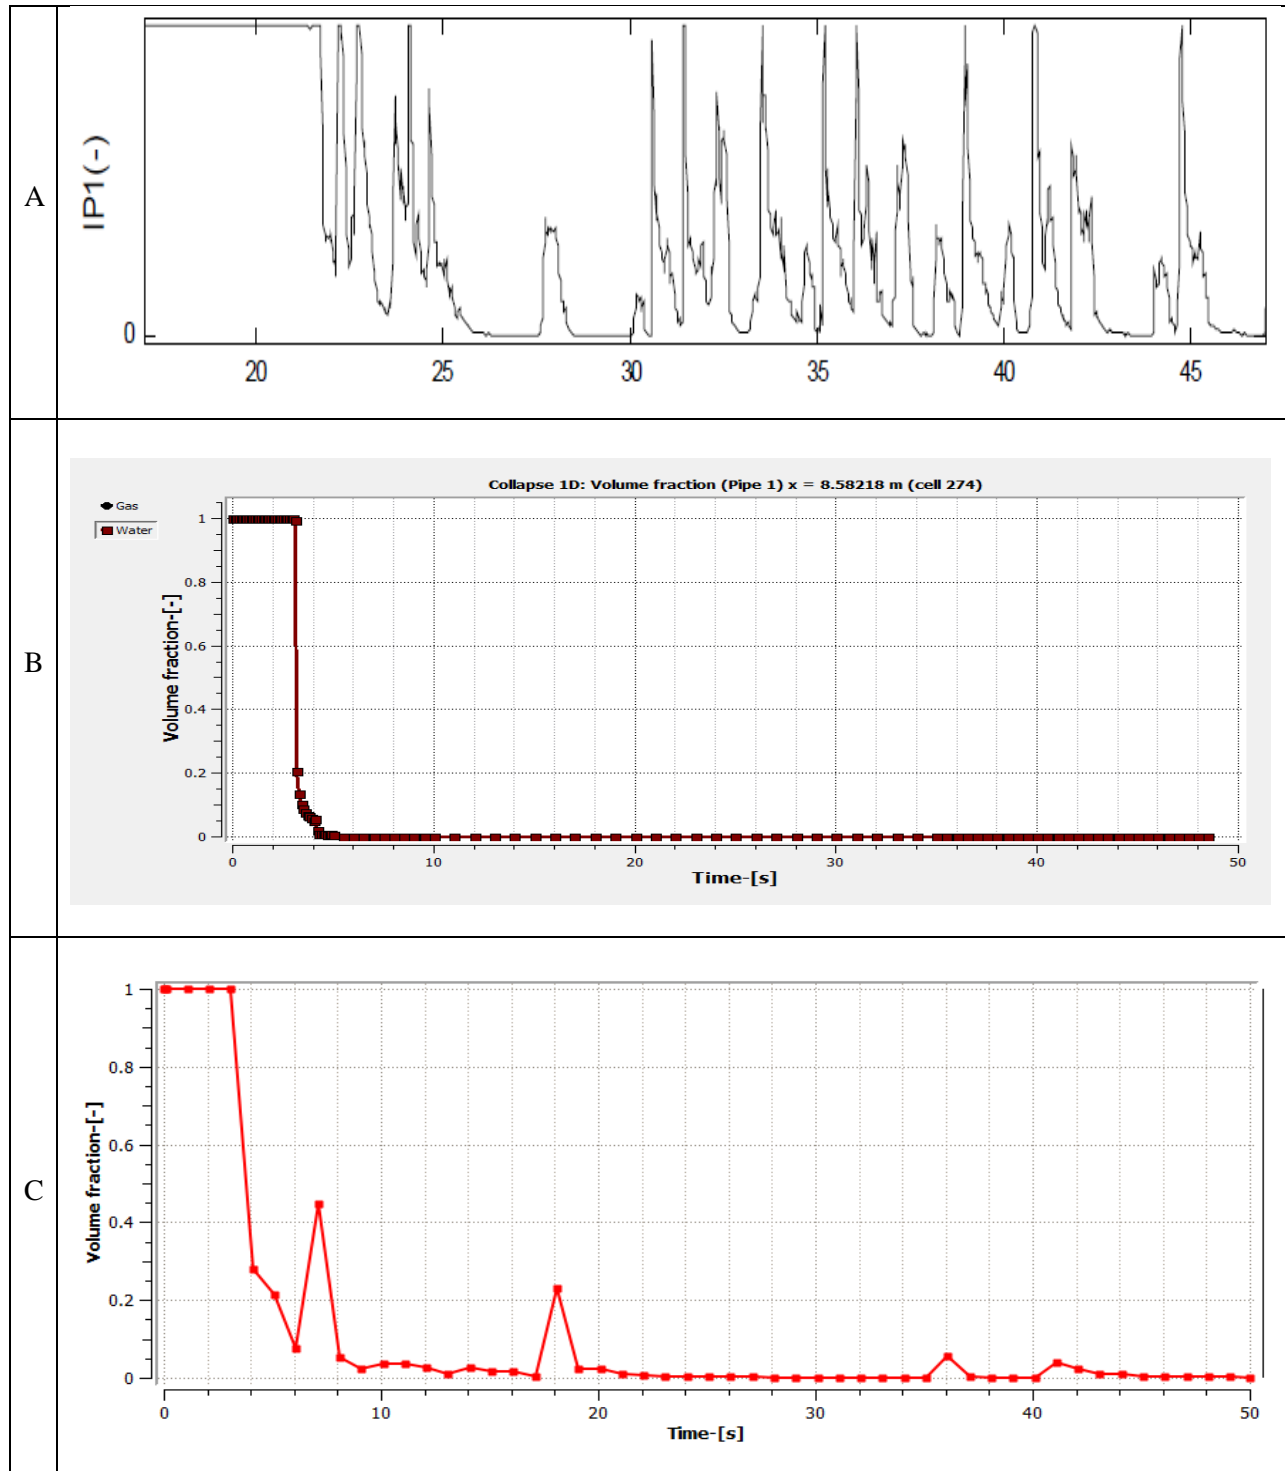 A
IP1(-)
0
20 25 30 35 40 45
B
Collapse 1D: Volume fraction (Pipe 1) x = 8.58218 m (cell 274)
Gas
Water
Volume fraction-[-]
1
0.8
0.6
0.4
0.2
0
0 10 20 30 40 50
Time-[s]
C
Volume fraction-[-]
1
0.8
0.6
0.4
0.2
0
0 10 20 30 40 50
Time-[s]